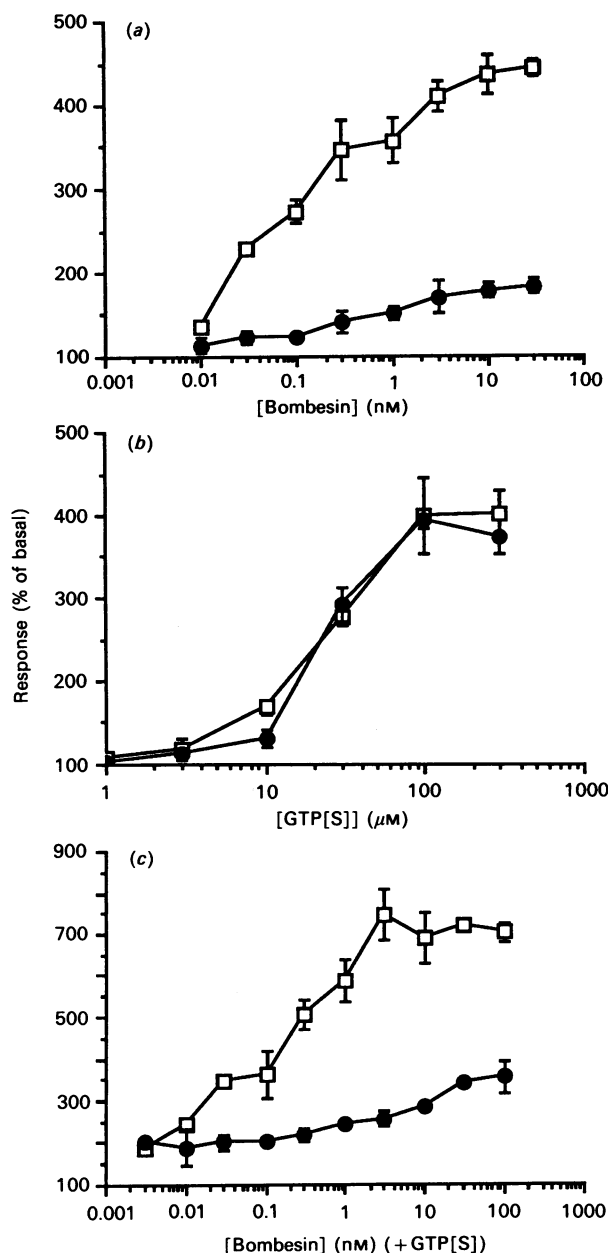 (a)
500
400
300
200
100
0.001 0.01 0.1 1 10 100
[Bombesin] (nM)
Response (% of basal)
(b)
500
400
300
200
100
1 10 100 1000
[GTP[S]] (μM)
(c)
900
700
500
300
100
0.001 0.01 0.1 1 10 100 1000
[Bombesin] (nM) (+GTP[S])